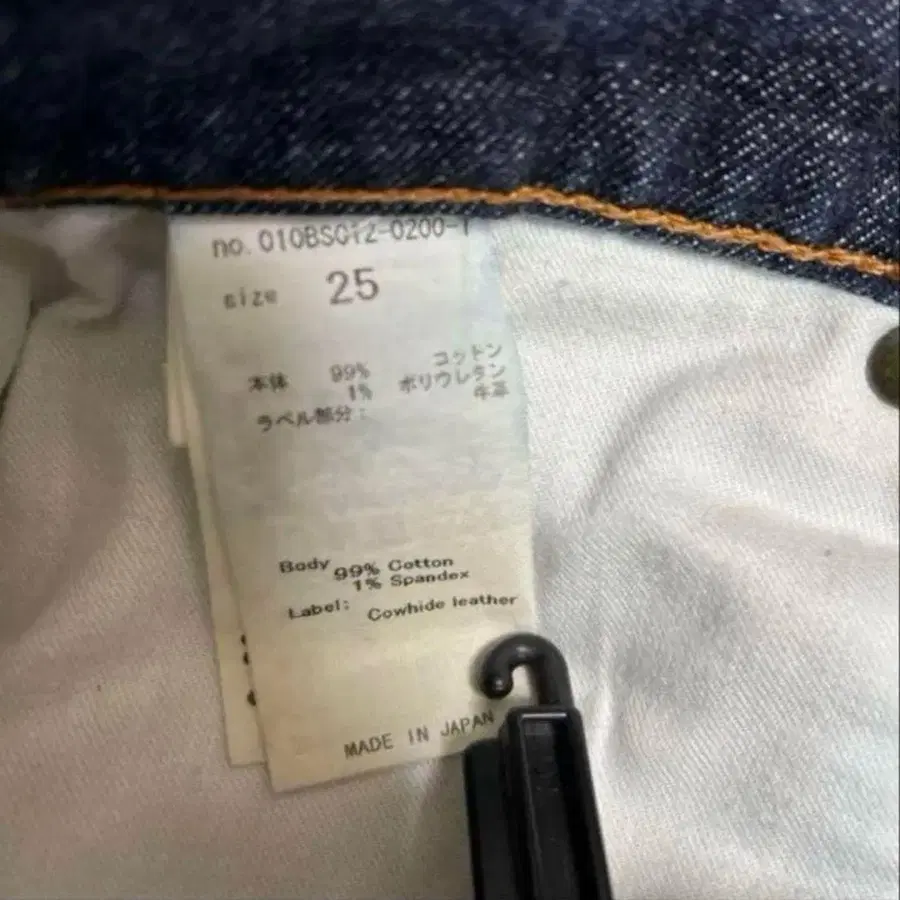 no. 010BS012-0200-1
size 25
本体 99% コットン
1% ポリウレタン
ラベル部分: 牛革
Body 99% Cotton
1% Spandex
Label: Cowhide leather
MADE IN JAPAN